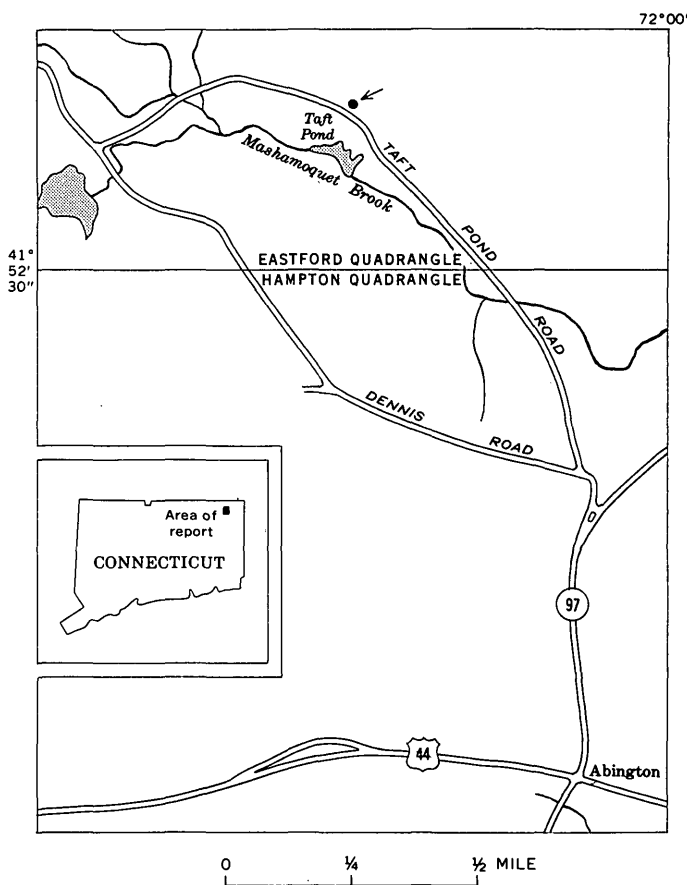 72°00'
Taft
Pond
TAFT
Mashamoquet Brook
POND
41°
52'
30"
EASTFORD QUADRANGLE
HAMPTON QUADRANGLE
ROAD
DENNIS
ROAD
Area of
report
CONNECTICUT
97
44
Abington
0 ¼ ½ MILE